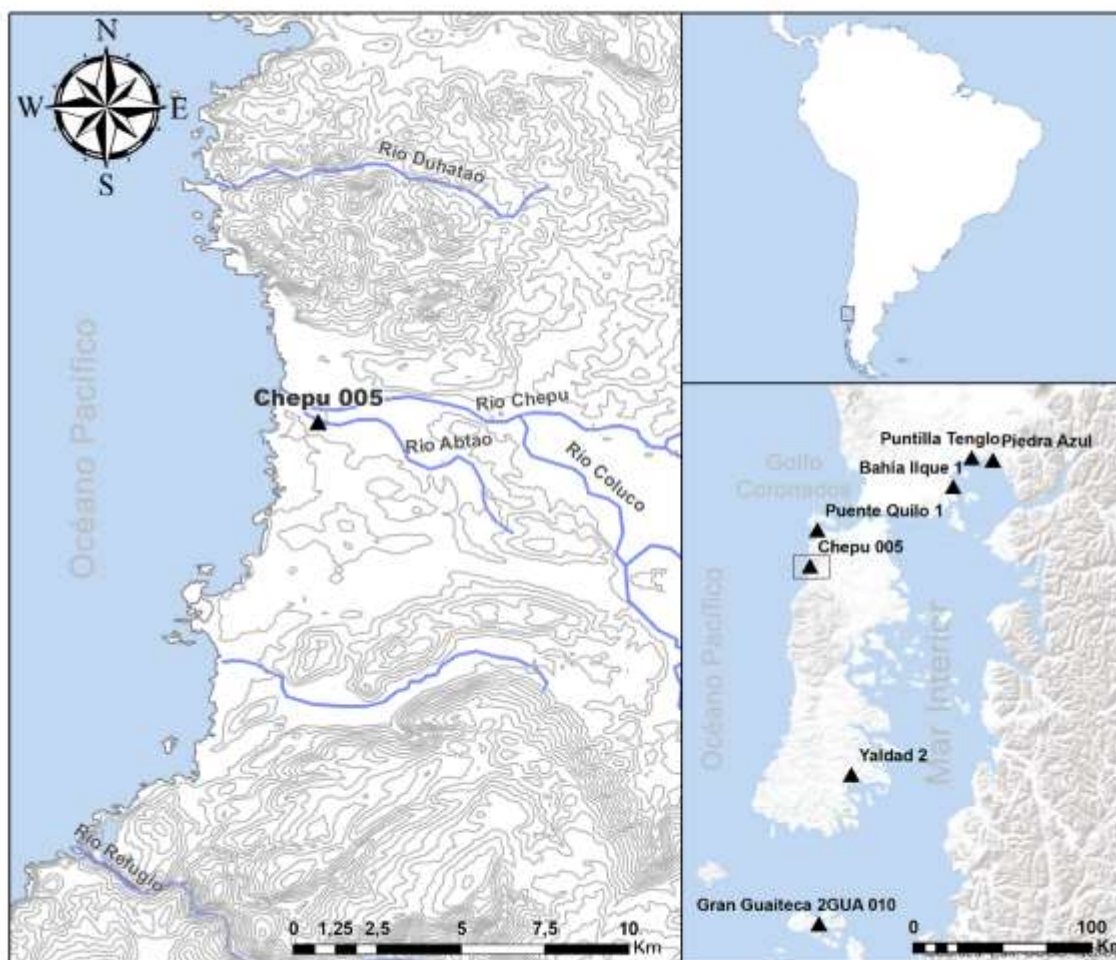 N
W
E
S
Río Duhatao
Océano Pacífico
Chepu 005
Río Chepu
Río Abtao
Río Coluco
Río Refugio
0 1,25 2,5 5 7,5 10
Km
Puntilla Tenglo
Piedra Azul
Bahía Ilque 1
Golfo
Coronados
Puente Quilo 1
Chepu 005
Océano Pacífico
Mar Interior
Yaldad 2
Gran Guaiteca 2GUA 010
0 100
Km